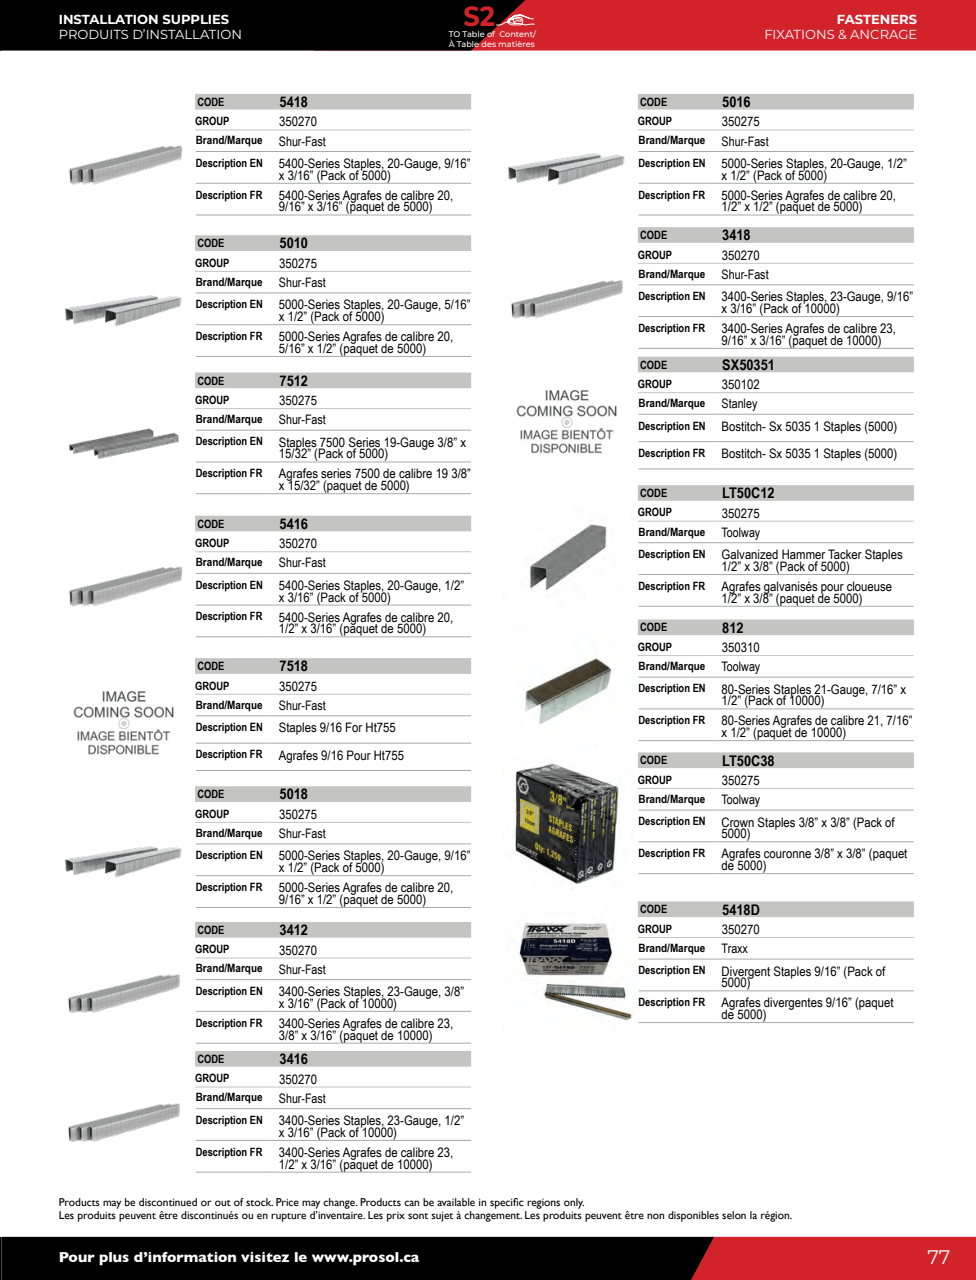 INSTALLATION SUPPLIES
PRODUITS D'INSTALLATION
S2
TO Table of Content/
À Table des matières
FASTENERS
FIXATIONS & ANCRAGE
CODE 5418
GROUP 350270
Brand/Marque Shur-Fast
Description EN 5400-Series Staples, 20-Gauge, 9/16”
x 3/16” (Pack of 5000)
Description FR 5400-Series Agrafes de calibre 20,
9/16” x 3/16” (paquet de 5000)
CODE 5010
GROUP 350275
Brand/Marque Shur-Fast
Description EN 5000-Series Staples, 20-Gauge, 5/16”
x 1/2” (Pack of 5000)
Description FR 5000-Series Agrafes de calibre 20,
5/16” x 1/2” (paquet de 5000)
CODE 7512
GROUP 350275
Brand/Marque Shur-Fast
Description EN Staples 7500 Series 19-Gauge 3/8” x
15/32” (Pack of 5000)
Description FR Agrafes series 7500 de calibre 19 3/8”
x 15/32” (paquet de 5000)
CODE 5416
GROUP 350270
Brand/Marque Shur-Fast
Description EN 5400-Series Staples, 20-Gauge, 1/2”
x 3/16” (Pack of 5000)
Description FR 5400-Series Agrafes de calibre 20,
1/2” x 3/16” (paquet de 5000)
IMAGE
COMING SOON
IMAGE BIENTÔT
DISPONIBLE
CODE 7518
GROUP 350275
Brand/Marque Shur-Fast
Description EN Staples 9/16 For Ht755
Description FR Agrafes 9/16 Pour Ht755
CODE 5018
GROUP 350275
Brand/Marque Shur-Fast
Description EN 5000-Series Staples, 20-Gauge, 9/16”
x 1/2” (Pack of 5000)
Description FR 5000-Series Agrafes de calibre 20,
9/16” x 1/2” (paquet de 5000)
CODE 3412
GROUP 350270
Brand/Marque Shur-Fast
Description EN 3400-Series Staples, 23-Gauge, 3/8”
x 3/16” (Pack of 10000)
Description FR 3400-Series Agrafes de calibre 23,
3/8” x 3/16” (paquet de 10000)
CODE 3416
GROUP 350270
Brand/Marque Shur-Fast
Description EN 3400-Series Staples, 23-Gauge, 1/2”
x 3/16” (Pack of 10000)
Description FR 3400-Series Agrafes de calibre 23,
1/2” x 3/16” (paquet de 10000)
CODE 5016
GROUP 350275
Brand/Marque Shur-Fast
Description EN 5000-Series Staples, 20-Gauge, 1/2”
x 1/2” (Pack of 5000)
Description FR 5000-Series Agrafes de calibre 20,
1/2” x 1/2” (paquet de 5000)
CODE 3418
GROUP 350270
Brand/Marque Shur-Fast
Description EN 3400-Series Staples, 23-Gauge, 9/16”
x 3/16” (Pack of 10000)
Description FR 3400-Series Agrafes de calibre 23,
9/16” x 3/16” (paquet de 10000)
IMAGE
COMING SOON
IMAGE BIENTÔT
DISPONIBLE
CODE SX50351
GROUP 350102
Brand/Marque Stanley
Description EN Bostitch- Sx 5035 1 Staples (5000)
Description FR Bostitch- Sx 5035 1 Staples (5000)
CODE LT50C12
GROUP 350275
Brand/Marque Toolway
Description EN Galvanized Hammer Tacker Staples
1/2” x 3/8” (Pack of 5000)
Description FR Agrafes galvanisés pour cloueuse
1/2” x 3/8” (paquet de 5000)
CODE 812
GROUP 350310
Brand/Marque Toolway
Description EN 80-Series Staples 21-Gauge, 7/16” x
1/2” (Pack of 10000)
Description FR 80-Series Agrafes de calibre 21, 7/16”
x 1/2” (paquet de 10000)
3/8"
STAPLES
AGRAFES
Qty: 1,250
CODE LT50C38
GROUP 350275
Brand/Marque Toolway
Description EN Crown Staples 3/8” x 3/8” (Pack of
5000)
Description FR Agrafes couronne 3/8” x 3/8” (paquet
de 5000)
TRAXX
5418D
TRAXX
5418D
CODE 5418D
GROUP 350270
Brand/Marque Traxx
Description EN Divergent Staples 9/16” (Pack of
5000)
Description FR Agrafes divergentes 9/16” (paquet
de 5000)
Products may be discontinued or out of stock. Price may change. Products can be available in specific regions only.
Les produits peuvent être discontinués ou en rupture d'inventaire. Les prix sont sujet à changement. Les produits peuvent être non disponibles selon la région.
Pour plus d'information visitez le www.prosol.ca
77